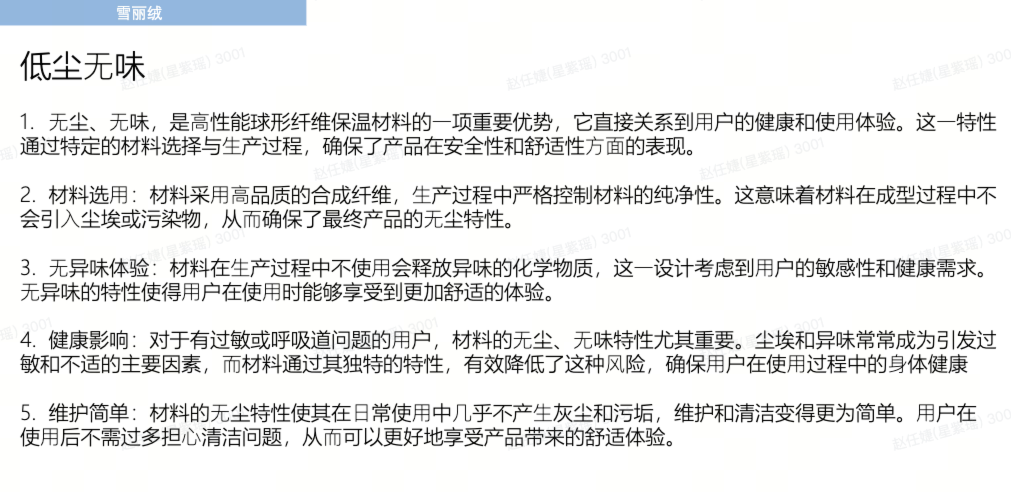 雪丽绒
低尘无味
1. 无尘、无味，是高性能球形纤维保温材料的一项重要优势，它直接关系到用户的健康和使用体验。这一特性
通过特定的材料选择与生产过程，确保了产品在安全性和舒适性方面的表现。
2. 材料选用：材料采用高品质的合成纤维，生产过程中严格控制材料的纯净性。这意味着材料在成型过程中不
会引入尘埃或污染物，从而确保了最终产品的无尘特性。
3. 无异味体验：材料在生产过程中不使用会释放异味的化学物质，这一设计考虑到用户的敏感性和健康需求。
无异味的特性使得用户在使用时能够享受到更加舒适的体验。
4. 健康影响：对于有过敏或呼吸道问题的用户，材料的无尘、无味特性尤其重要。尘埃和异味常常成为引发过
敏和不适的主要因素，而材料通过其独特的特性，有效降低了这种风险，确保用户在使用过程中的身体健康
5. 维护简单：材料的无尘特性使其在日常使用中几乎不产生灰尘和污垢，维护和清洁变得更为简单。用户在
使用后不需过多担心清洁问题，从而可以更好地享受产品带来的舒适体验。